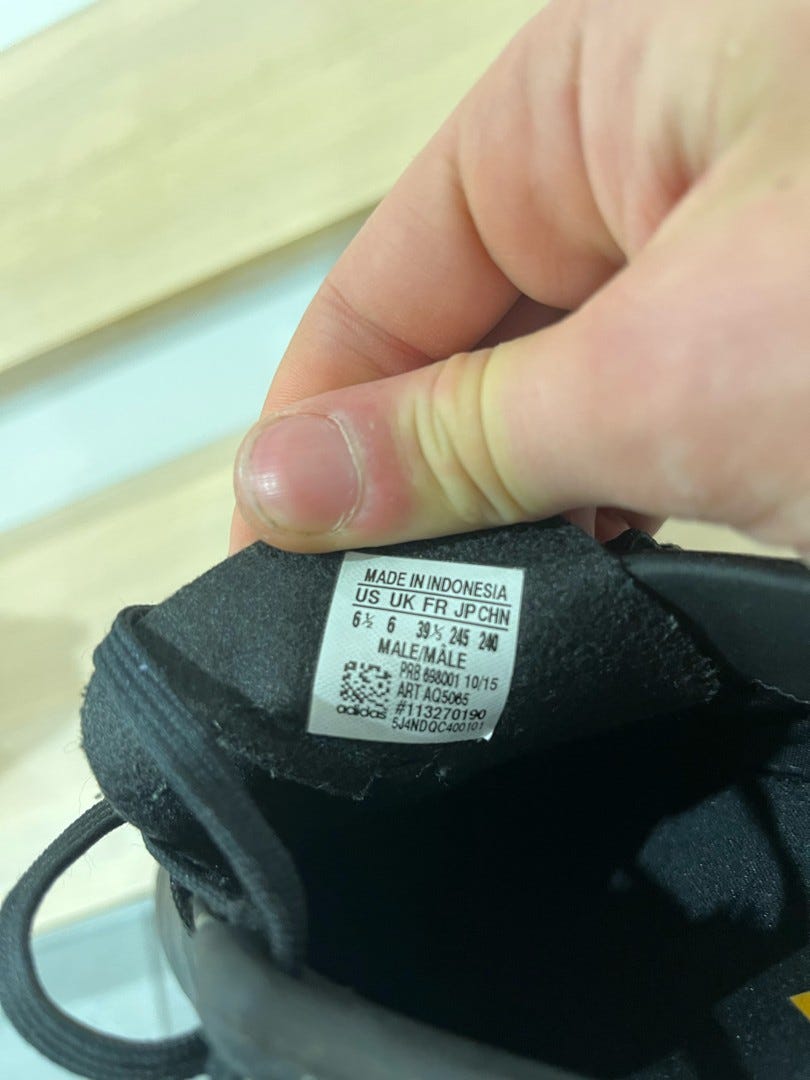 MADE IN INDONESIA
US UK FR JP CHN
6½ 6 39⅓ 245 240
MALE/MÂLE
PRB 698001 10/15
ART AQ5065
adidas #113270190
5J4NDQC400101